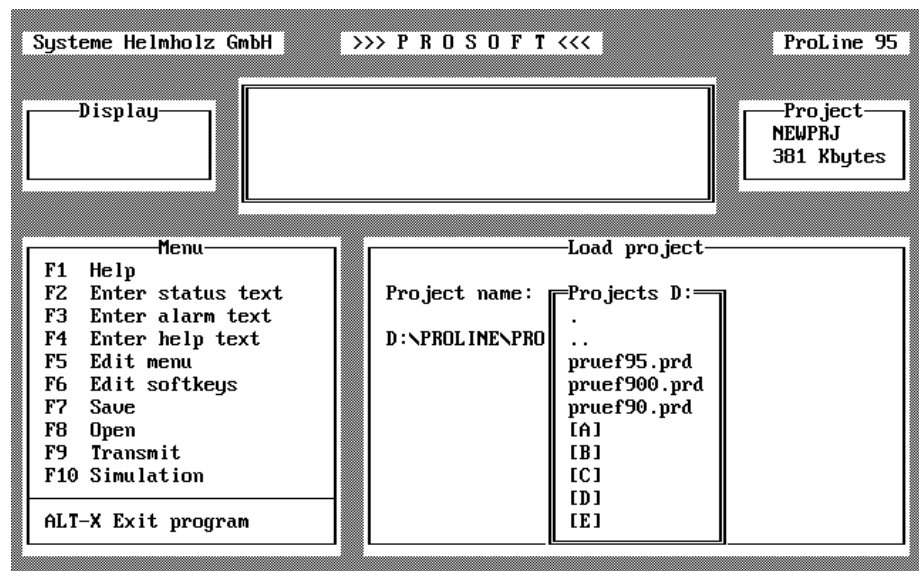 Systeme Helmholz GmbH >>> P R O S O F T <<< ProLine 95
Display
Project
NEWPRJ
381 Kbytes
Menu
F1 Help
F2 Enter status text
F3 Enter alarm text
F4 Enter help text
F5 Edit menu
F6 Edit softkeys
F7 Save
F8 Open
F9 Transmit
F10 Simulation
ALT-X Exit program
Load project
Project name:
D:\PROLINE\PRO
Projects D:
.
..
pruef95.prd
pruef900.prd
pruef90.prd
[A]
[B]
[C]
[D]
[E]